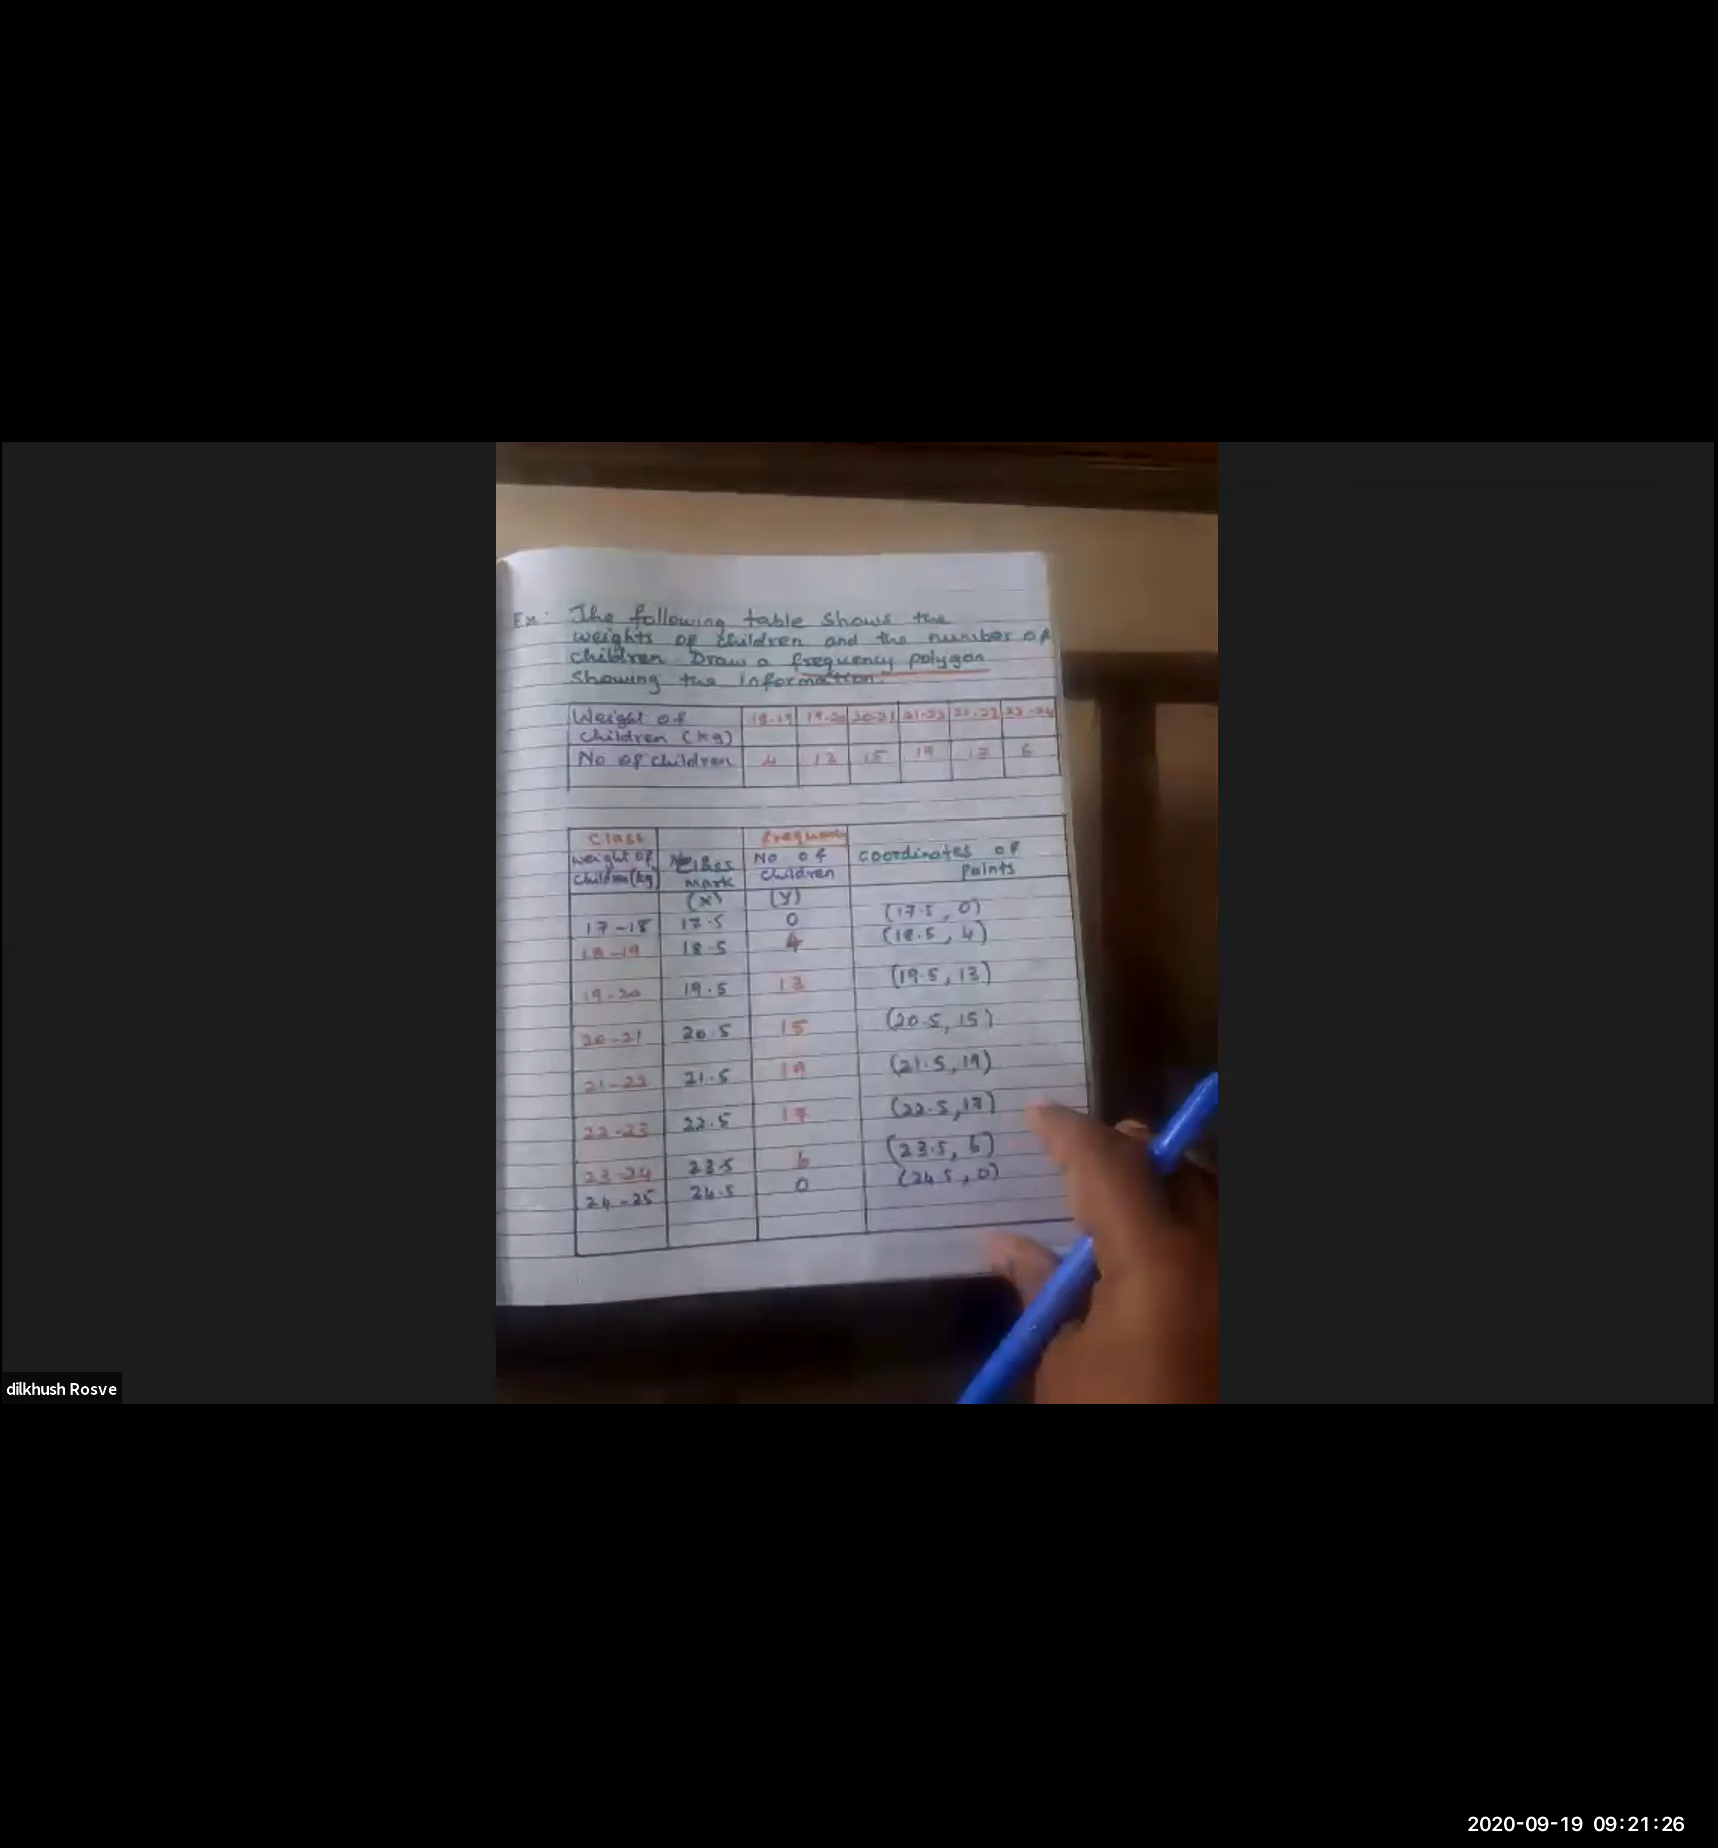 Ex: The following table shows the
weights of children and the number of
children. Draw a frequency polygon
showing the information.
Weight of children (kg) 18-19 19-20 20-21 21-22 22-23 23-24
No of children 4 13 15 19 17 6
Class frequency
weight of Class No of coordinates of
children (kg) mark children points
(x) (y)
17-18 17.5 0 (17.5, 0)
18-19 18.5 4 (18.5, 4)
19-20 19.5 13 (19.5, 13)
20-21 20.5 15 (20.5, 15)
21-22 21.5 19 (21.5, 19)
22-23 22.5 17 (22.5, 17)
23-24 23.5 6 (23.5, 6)
24-25 24.5 0 (24.5, 0)
dilkhush Rosve
2020-09-19 09:21:26